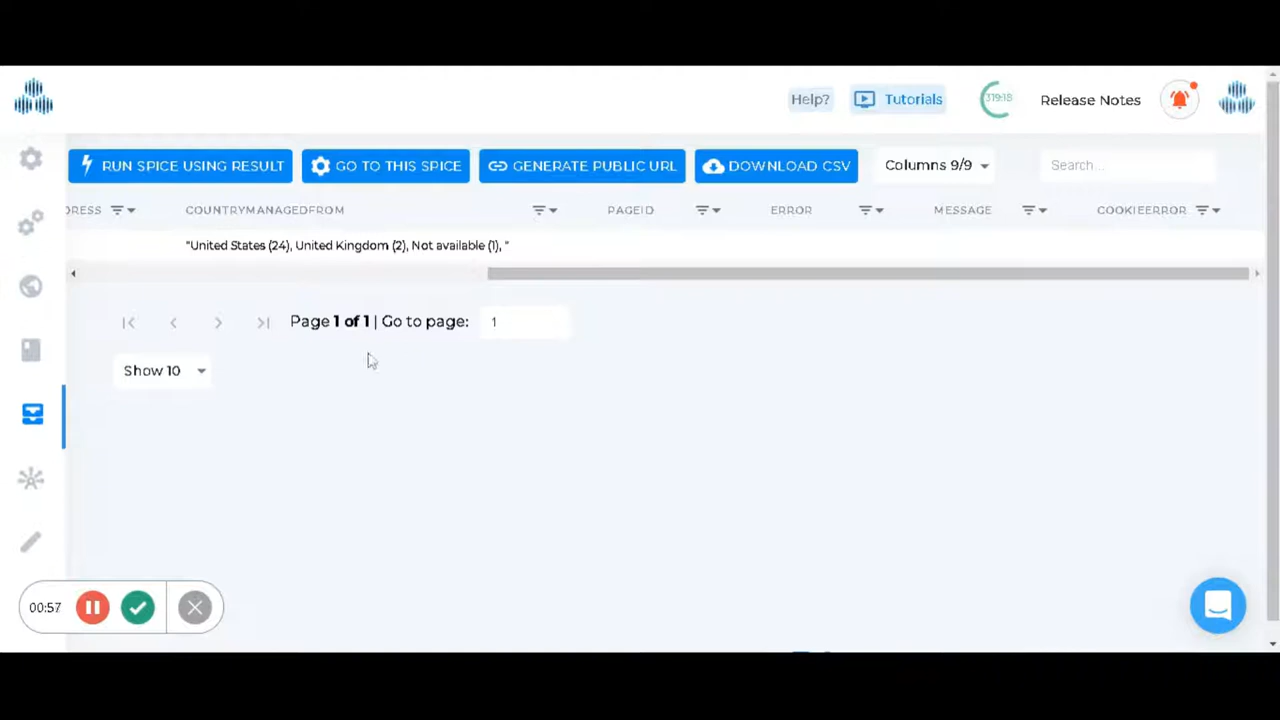 Help?
Tutorials
319:18
Release Notes
RUN SPICE USING RESULT
GO TO THIS SPICE
GENERATE PUBLIC URL
DOWNLOAD CSV
Columns 9/9
Search...
DRESS
COUNTRYMANAGEDFROM
PAGEID
ERROR
MESSAGE
COOKIEERROR
"United States (24), United Kingdom (2), Not available (1), "
Page 1 of 1 | Go to page:
1
Show 10
00:57